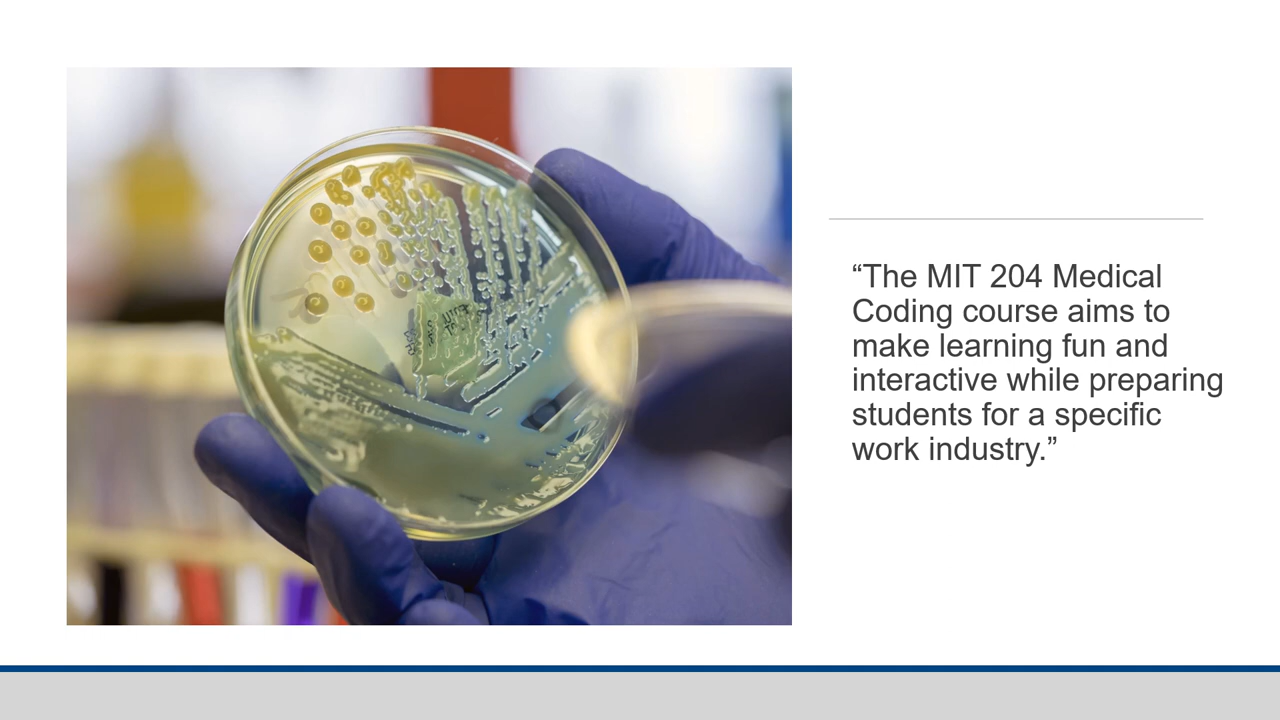 “The MIT 204 Medical
Coding course aims to
make learning fun and
interactive while preparing
students for a specific
work industry.”